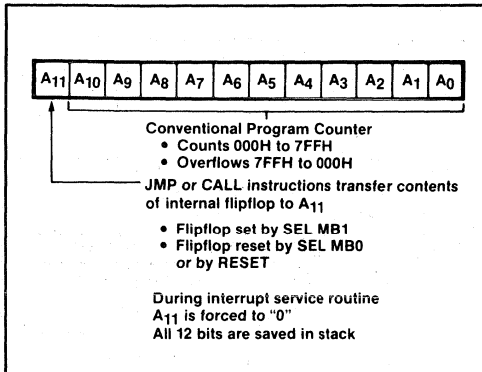 A11 A10 A9 A8 A7 A6 A5 A4 A3 A2 A1 A0
Conventional Program Counter
• Counts 000H to 7FFH
• Overflows 7FFH to 000H
JMP or CALL instructions transfer contents
of internal flipflop to A11
• Flipflop set by SEL MB1
• Flipflop reset by SEL MB0
or by RESET
During interrupt service routine
A11 is forced to "0"
All 12 bits are saved in stack